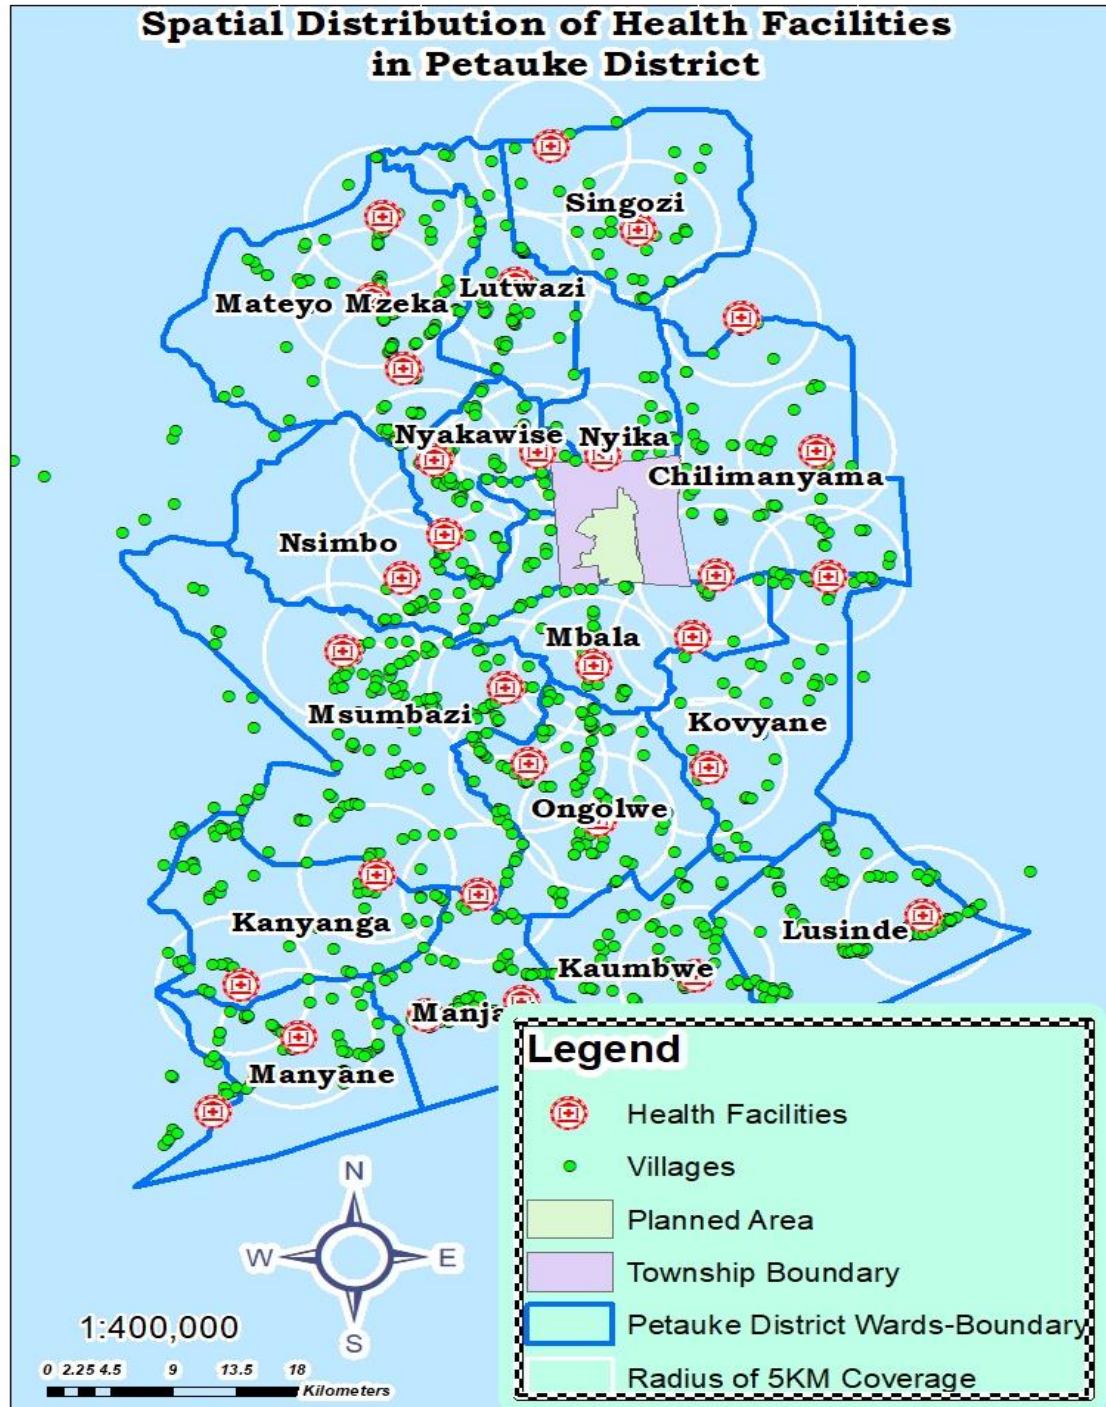 Spatial Distribution of Health Facilities
in Petauke District
Singozi
Lutwazi
Mateyo Mzeka
Nyakawise
Nyika
Chilimanyama
Nsimbo
Mbala
Msumbazi
Kovyane
Ongolwe
Kanyanga
Lusinde
Kaumbwe
Manja
Manyane
Legend
Health Facilities
Villages
Planned Area
Township Boundary
Petauke District Wards-Boundary
Radius of 5KM Coverage
N
W E
S
1:400,000
0 2.25 4.5 9 13.5 18
Kilometers